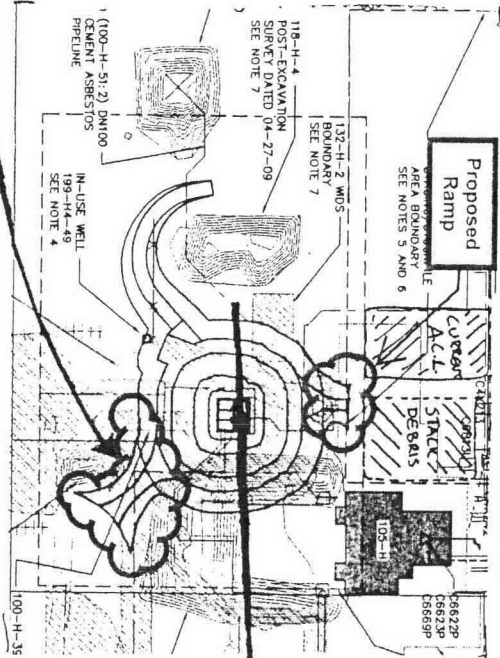 118-H-4
POST-EXCAVATION
SURVEY DATED 04-27-09
SEE NOTE 7
(100-H-51:2) DN100
CEMENT ASBESTOS
PIPELINE
132-H-2 WIDS
BOUNDARY
SEE NOTE 7
IN-USE WELL
199-H4-49
SEE NOTE 4
Proposed
Ramp
AREA BOUNDARY
SEE NOTES 5 AND 6
CURRENT
A.C.L.
STACK
DEBRIS
105-H
C6622P
C6623P
C6669P
100-H-35